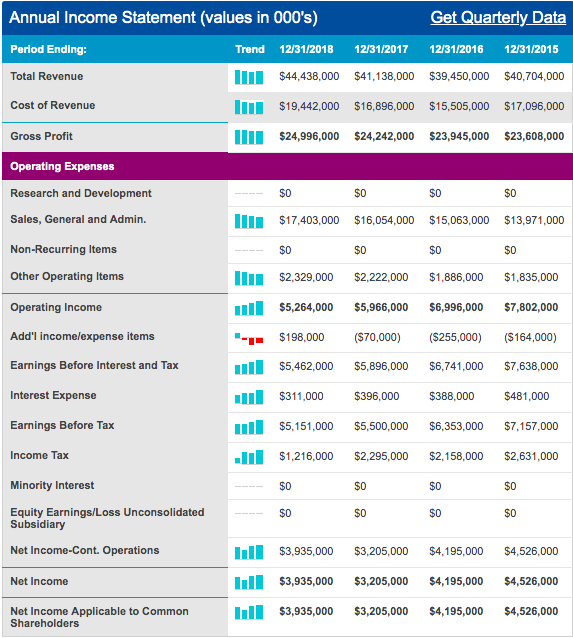 Annual Income Statement (values in 000's) Get Quarterly Data
Period Ending: Trend 12/31/2018 12/31/2017 12/31/2016 12/31/2015
Total Revenue $44,438,000 $41,138,000 $39,450,000 $40,704,000
Cost of Revenue $19,442,000 $16,896,000 $15,505,000 $17,096,000
Gross Profit $24,996,000 $24,242,000 $23,945,000 $23,608,000
Operating Expenses
Research and Development $0 $0 $0 $0
Sales, General and Admin. $17,403,000 $16,054,000 $15,063,000 $13,971,000
Non-Recurring Items $0 $0 $0 $0
Other Operating Items $2,329,000 $2,222,000 $1,886,000 $1,835,000
Operating Income $5,264,000 $5,966,000 $6,996,000 $7,802,000
Add'l income/expense items $198,000 ($70,000) ($255,000) ($164,000)
Earnings Before Interest and Tax $5,462,000 $5,896,000 $6,741,000 $7,638,000
Interest Expense $311,000 $396,000 $388,000 $481,000
Earnings Before Tax $5,151,000 $5,500,000 $6,353,000 $7,157,000
Income Tax $1,216,000 $2,295,000 $2,158,000 $2,631,000
Minority Interest $0 $0 $0 $0
Equity Earnings/Loss Unconsolidated $0 $0 $0 $0
Subsidiary
Net Income-Cont. Operations $3,935,000 $3,205,000 $4,195,000 $4,526,000
Net Income $3,935,000 $3,205,000 $4,195,000 $4,526,000
Net Income Applicable to Common $3,935,000 $3,205,000 $4,195,000 $4,526,000
Shareholders